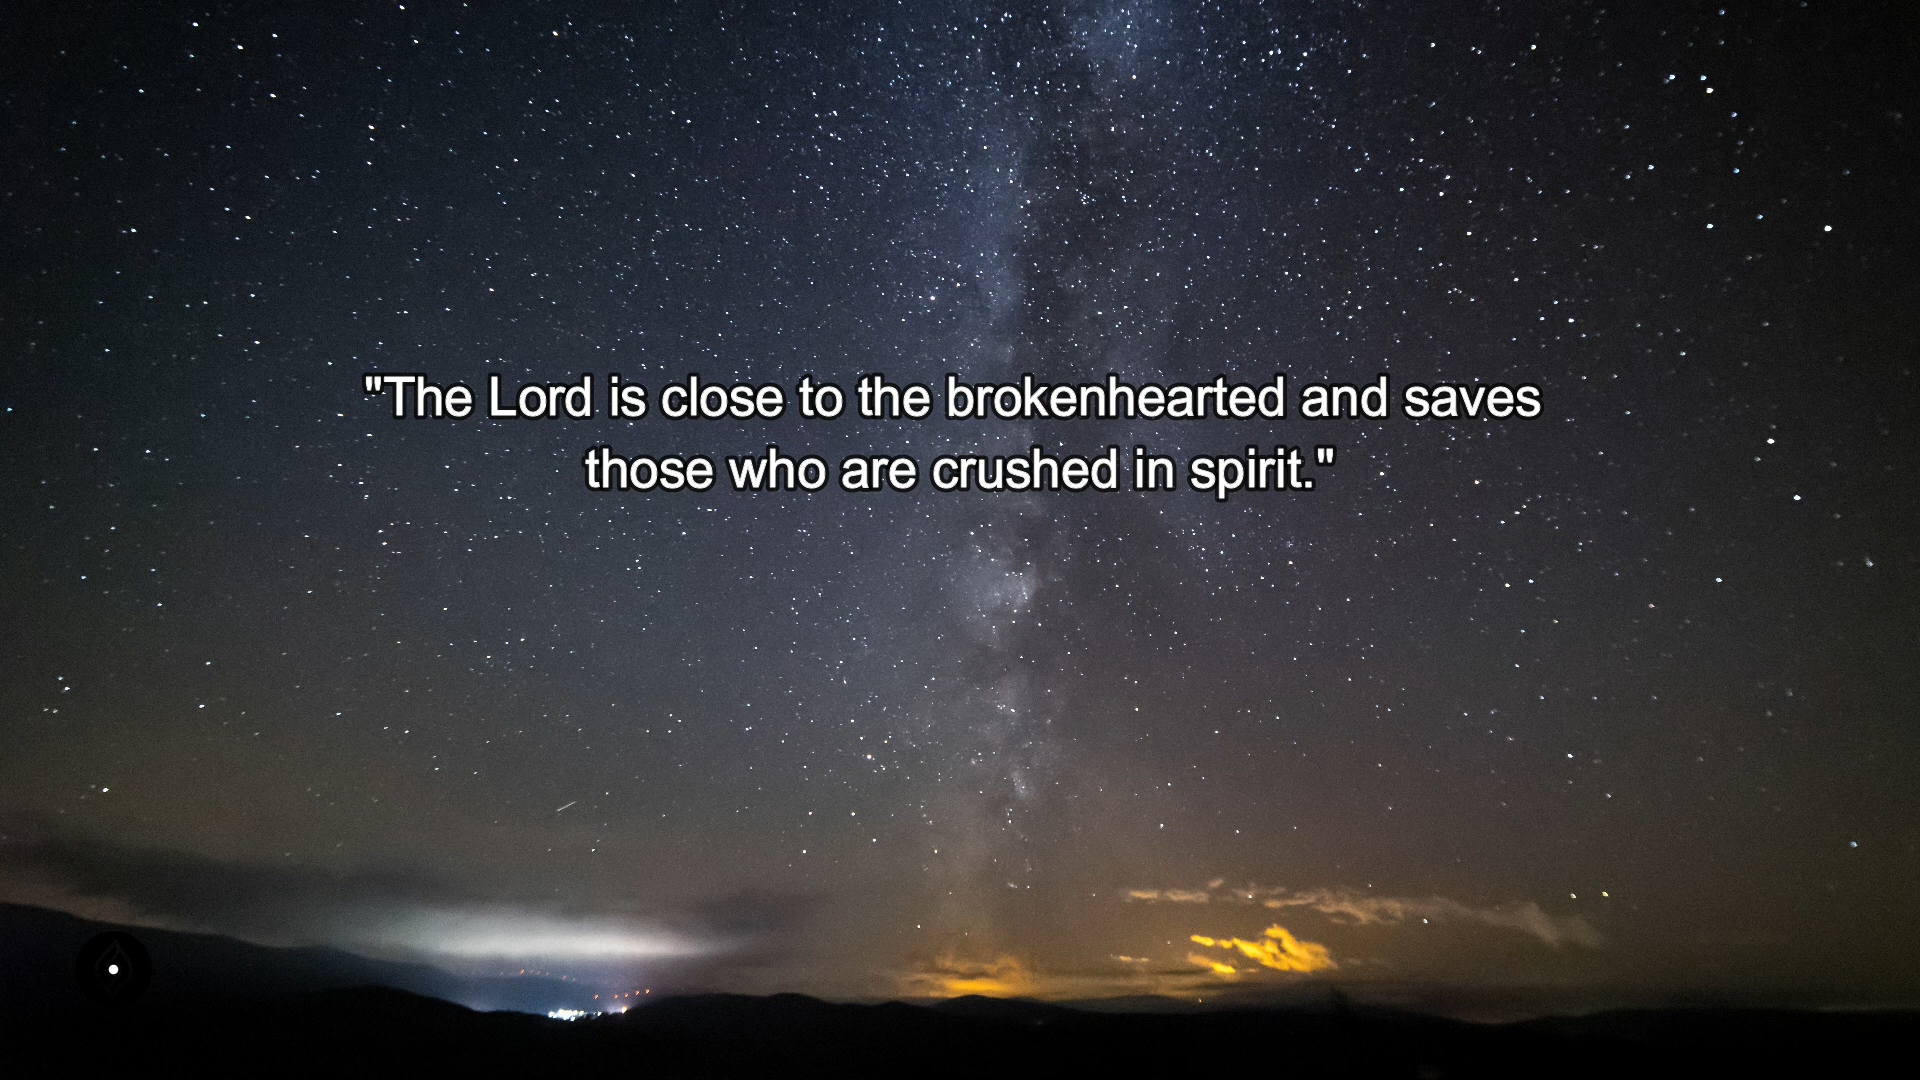 "The Lord is close to the brokenhearted and saves
those who are crushed in spirit."